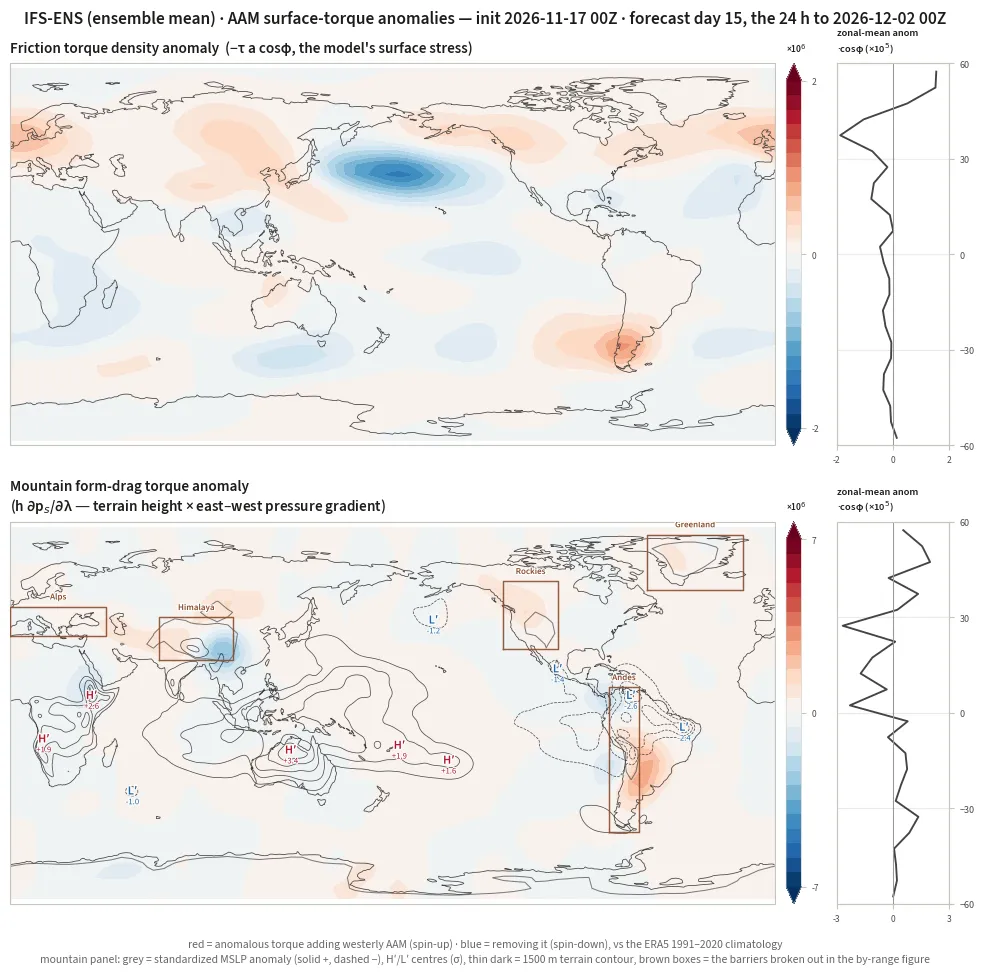 IFS-ENS (ensemble mean) · AAM surface-torque anomalies — init 2026-11-17 00Z · forecast day 15, the 24 h to 2026-12-02 00Z
Friction torque density anomaly (−τ a cosϕ, the model's surface stress)
×10⁶
2
0
-2
zonal-mean anom
·cosϕ (×10⁵)
60
30
0
−30
−60
-2
0
2
Mountain form-drag torque anomaly
(h ∂pₛ/∂λ — terrain height × east–west pressure gradient)
×10⁶
7
0
-7
zonal-mean anom
·cosϕ (×10⁵)
60
30
0
−30
−60
-3
0
3
Greenland
Rockies
Alps
Himalaya
Andes
L′
-1.2
L′
-1.4
H′
+2.6
L′
-2.6
L′
-2.4
H′
+1.9
H′
+3.4
H′
+1.9
H′
+1.6
L′
-1.0
red = anomalous torque adding westerly AAM (spin-up) · blue = removing it (spin-down), vs the ERA5 1991–2020 climatology
mountain panel: grey = standardized MSLP anomaly (solid +, dashed −), H′/L′ centres (σ), thin dark = 1500 m terrain contour, brown boxes = the barriers broken out in the by-range figure